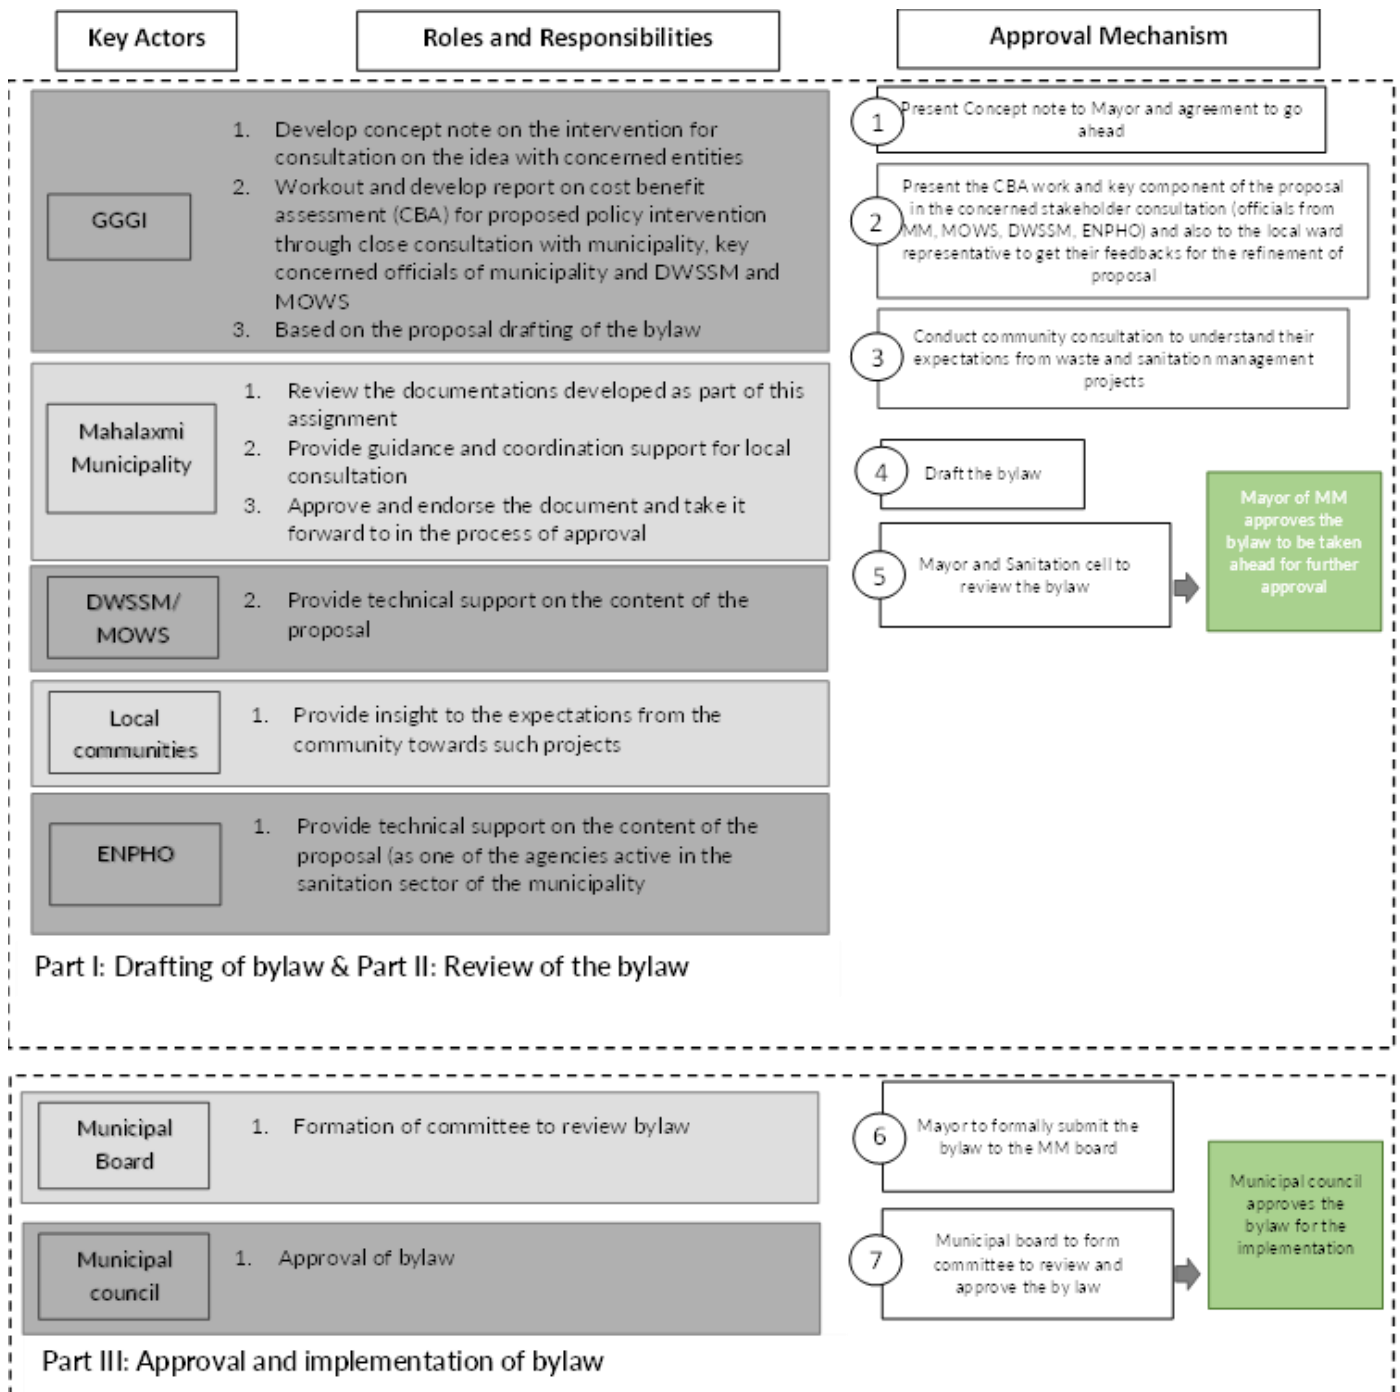 Key Actors
Roles and Responsibilities
Approval Mechanism
GGGI
1. Develop concept note on the intervention for
consultation on the idea with concerned entities
2. Workout and develop report on cost benefit
assessment (CBA) for proposed policy intervention
through close consultation with municipality, key
concerned officials of municipality and DWSSM and
MOWS
3. Based on the proposal drafting of the bylaw
Mahalaxmi
Municipality
1. Review the documentations developed as part of this
assignment
2. Provide guidance and coordination support for local
consultation
3. Approve and endorse the document and take it
forward to in the process of approval
DWSSM/
MOWS
2. Provide technical support on the content of the
proposal
Local
communities
1. Provide insight to the expectations from the
community towards such projects
ENPHO
1. Provide technical support on the content of the
proposal (as one of the agencies active in the
sanitation sector of the municipality
Part I: Drafting of bylaw & Part II: Review of the bylaw
1
Present Concept note to Mayor and agreement to go
ahead
2
Present the CBA work and key component of the proposal
in the concerned stakeholder consultation (officials from
MM, MOWS, DWSSM, ENPHO) and also to the local ward
representative to get their feedbacks for the refinement of
proposal
3
Conduct community consultation to understand their
expectations from waste and sanitation management
projects
4
Draft the bylaw
5
Mayor and Sanitation cell to
review the bylaw
Mayor of MM
approves the
bylaw to be taken
ahead for further
approval
Municipal
Board
1. Formation of committee to review bylaw
Municipal
council
1. Approval of bylaw
Part III: Approval and implementation of bylaw
6
Mayor to formally submit the
bylaw to the MM board
7
Municipal board to form
committee to review and
approve the by law
Municipal council
approves the
bylaw for the
implementation